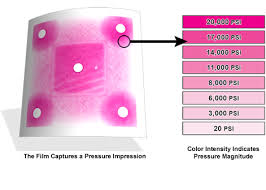 20,000 PSI
17,000 PSI
14,000 PSI
11,000 PSI
8,000 PSI
6,000 PSI
3,000 PSI
20 PSI
The Film Captures a Pressure Impression
Color Intensity Indicates
Pressure Magnitude